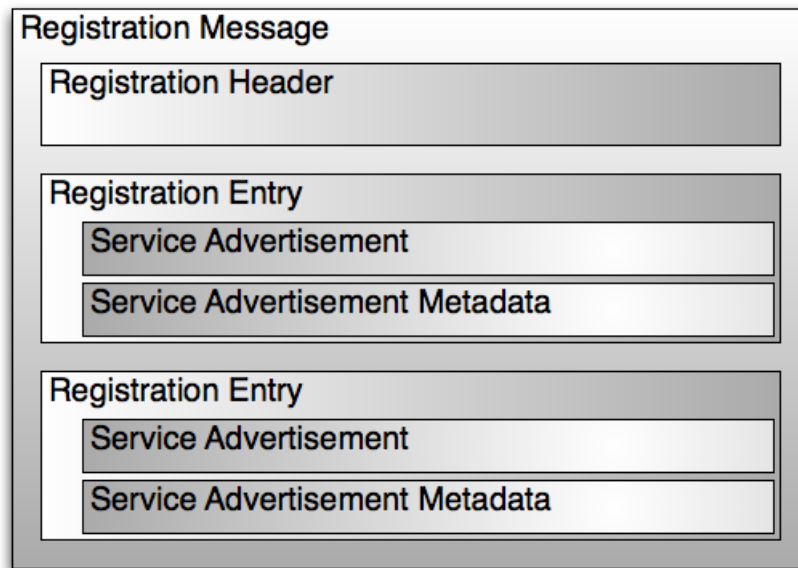 Registration Message
Registration Header
Registration Entry
Service Advertisement
Service Advertisement Metadata
Registration Entry
Service Advertisement
Service Advertisement Metadata